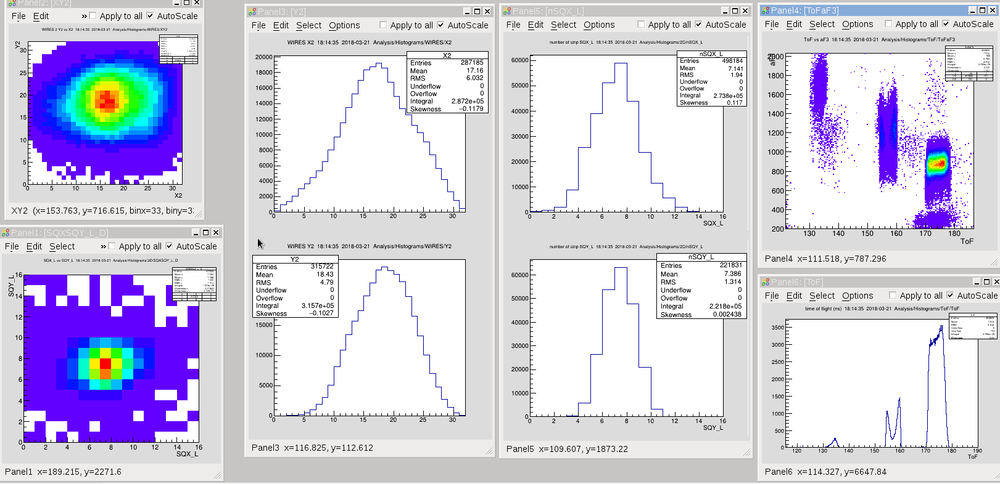 Panel2: [XY2]
File Edit » Apply to all AutoScale
WIRES 2 Y2 vs X2 18:14:35 2018-03-21 Analysis/Histograms/WIRES/XY2
Y2
30
25
20
15
10
5
0
0 5 10 15 20 25 30
X2
XY2 (x=153.763, y=716.615, binx=33, biny=3
Panel1: [SQXSQY_L_D]
File Edit Select » Apply to all AutoScale
SQX_L vs SQY_L 18:14:35 2018-03-21 Analysis/Histograms/2D/SQXSQY_L_D
SQY_L
16
14
12
10
8
6
4
2
0
0 2 4 6 8 10 12 14 16
SQX_L
Panel1 x=189.215, y=2271.6
Panel3: [Y2]
File Edit Select Options Apply to all AutoScale
WIRES X2 18:14:35 2018-03-21 Analysis/Histograms/WIRES/X2
X2
Entries 287185
Mean 17.16
RMS 6.032
Underflow 0
Overflow 0
Integral 2.872e+05
Skewness −0.1179
20000
18000
16000
14000
12000
10000
8000
6000
4000
2000
0
0 5 10 15 20 25 30
WIRES Y2 18:14:35 2018-03-21 Analysis/Histograms/WIRES/Y2
Y2
Entries 315722
Mean 18.43
RMS 4.79
Underflow 0
Overflow 0
Integral 3.157e+05
Skewness −0.1027
15000
10000
5000
0
0 5 10 15 20 25 30
Panel3 x=116.825, y=112.612
Panel5: [nSQX_L]
File Edit Select Options Apply to all AutoScale
number of strip SQX_L 18:14:35 2018-03-21 Analysis/Histograms/2D/nSQX_L
nSQX_L
Entries 498184
Mean 7.141
RMS 1.94
Underflow 0
Overflow 0
Integral 2.738e+05
Skewness 0.117
60000
50000
40000
30000
20000
10000
0
0 2 4 6 8 10 12 14 16
SQX_L
number of strip SQY_L 18:14:35 2018-03-21 Analysis/Histograms/2D/nSQY_L
nSQY_L
Entries 221831
Mean 7.386
RMS 1.314
Underflow 0
Overflow 0
Integral 2.218e+05
Skewness 0.002438
60000
50000
40000
30000
20000
10000
0
0 2 4 6 8 10 12 14 16
SQY_L
Panel5 x=109.607, y=1873.22
Panel4: [ToFaF3]
File Edit Select Options Apply to all AutoScale
ToF vs aF3 18:14:35 2018-03-21 Analysis/Histograms/ToF/ToFaF3
2000
1800
1600
1400
1200
1000
800
600
400
200
130 140 150 160 170 180
ToF
Panel4 x=111.518, y=787.296
Panel6: [ToF]
File Edit Select Options Apply to all AutoScale
time of flight (ns) 18:14:35 2018-03-21 Analysis/Histograms/ToF/ToF
3500
3000
2500
2000
1500
1000
500
0
120 130 140 150 160 170 180 190
ToF
Panel6 x=114.327, y=6647.84